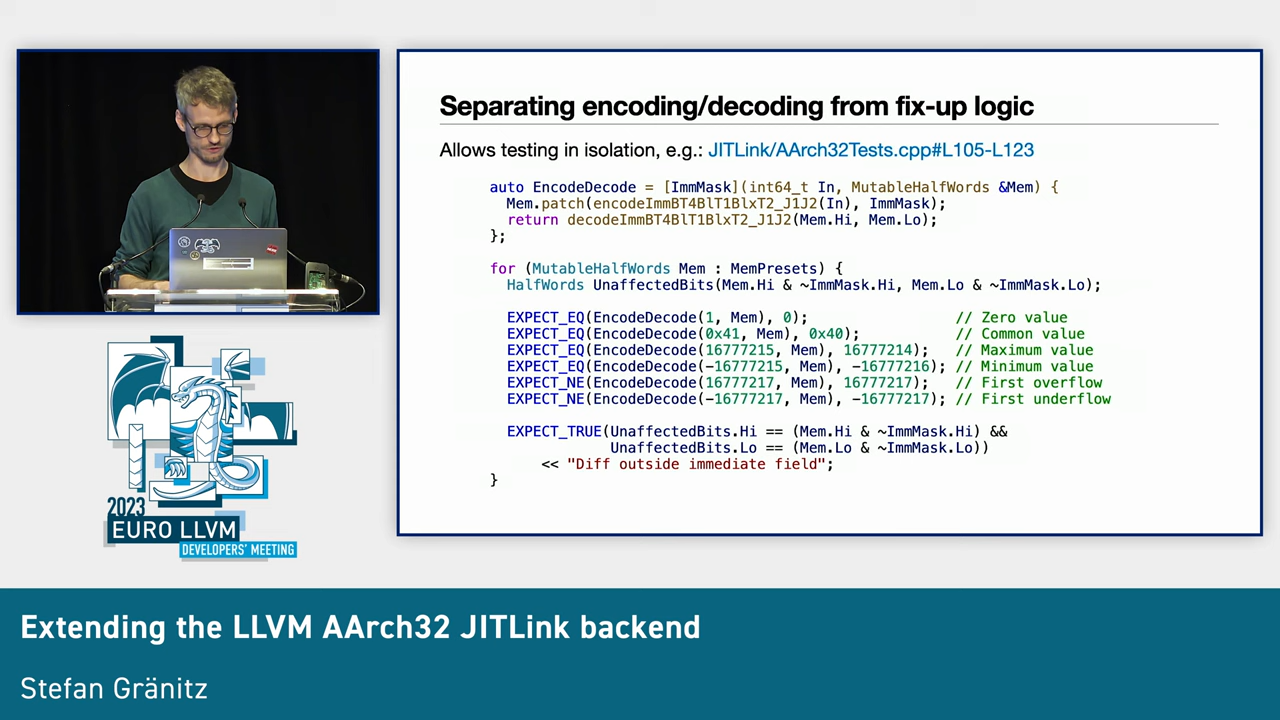 Separating encoding/decoding from fix-up logic
Allows testing in isolation, e.g.: JITLink/AArch32Tests.cpp#L105-L123
auto EncodeDecode = [ImmMask](int64_t In, MutableHalfWords &Mem) {
  Mem.patch(encodeImmBT4BlT1BlxT2_J1J2(In), ImmMask);
  return decodeImmBT4BlT1BlxT2_J1J2(Mem.Hi, Mem.Lo);
};
for (MutableHalfWords Mem : MemPresets) {
  HalfWords UnaffectedBits(Mem.Hi & ~ImmMask.Hi, Mem.Lo & ~ImmMask.Lo);
  EXPECT_EQ(EncodeDecode(1, Mem), 0);                 // Zero value
  EXPECT_EQ(EncodeDecode(0x41, Mem), 0x40);           // Common value
  EXPECT_EQ(EncodeDecode(16777215, Mem), 16777214);   // Maximum value
  EXPECT_EQ(EncodeDecode(-16777215, Mem), -16777216); // Minimum value
  EXPECT_NE(EncodeDecode(16777217, Mem), 16777217);   // First overflow
  EXPECT_NE(EncodeDecode(-16777217, Mem), -16777217); // First underflow
  EXPECT_TRUE(UnaffectedBits.Hi == (Mem.Hi & ~ImmMask.Hi) &&
              UnaffectedBits.Lo == (Mem.Lo & ~ImmMask.Lo))
      << "Diff outside immediate field";
}
2023
EURO LLVM
DEVELOPERS' MEETING
Extending the LLVM AArch32 JITLink backend
Stefan Gränitz